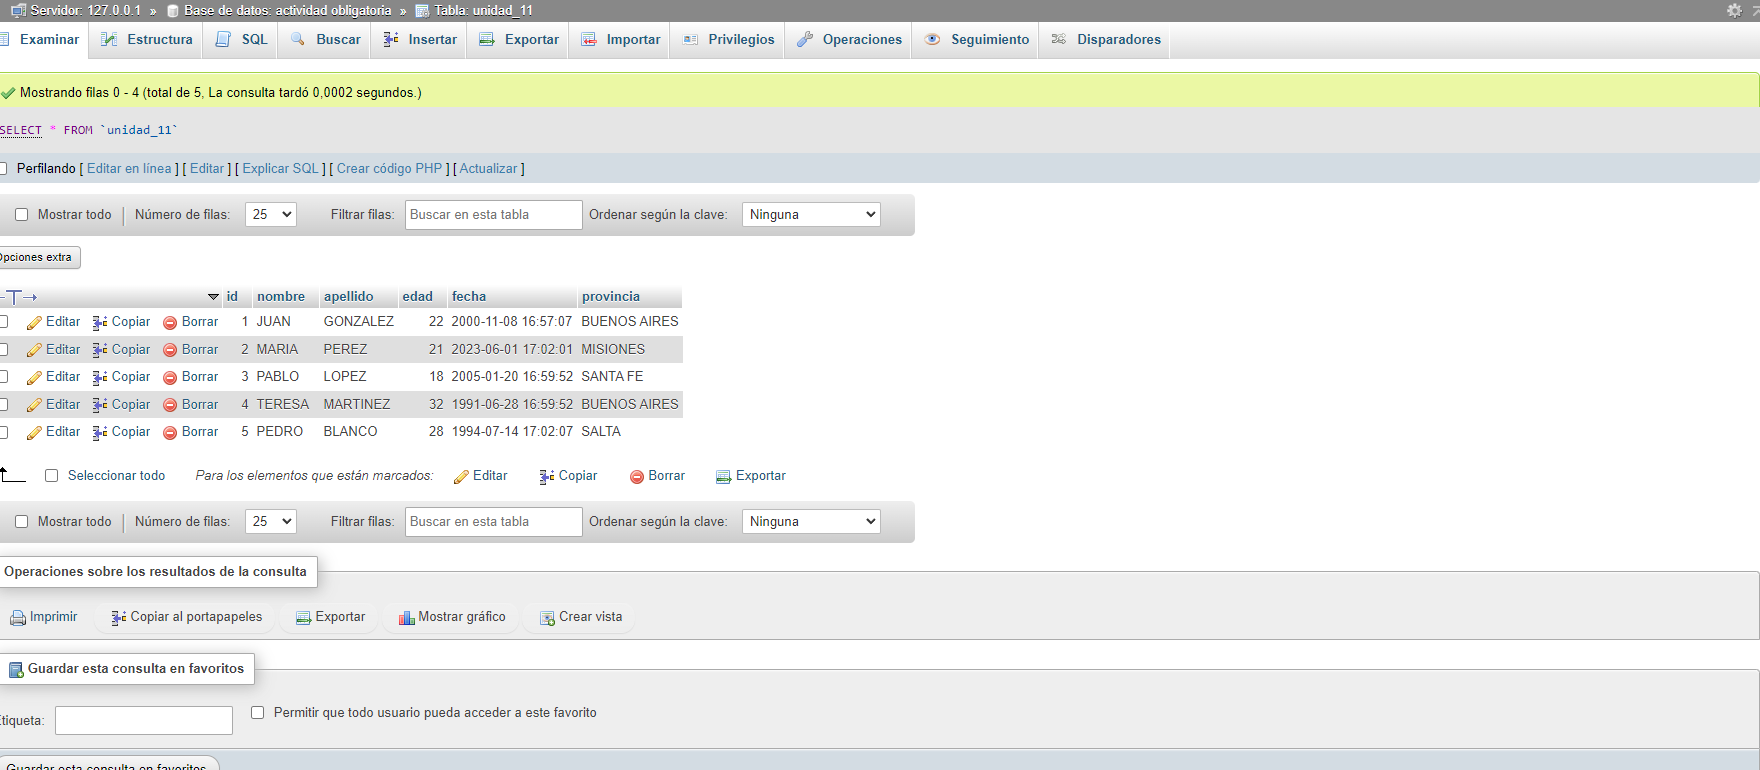 Servidor: 127.0.0.1 » Base de datos: actividad obligatoria » Tabla: unidad_11
Examinar Estructura SQL Buscar Insertar Exportar Importar Privilegios Operaciones Seguimiento Disparadores
Mostrando filas 0 - 4 (total de 5, La consulta tardó 0,0002 segundos.)
SELECT * FROM `unidad_11`
Perfilando [ Editar en línea ] [ Editar ] [ Explicar SQL ] [ Crear código PHP ] [ Actualizar ]
Mostrar todo | Número de filas: 25 Filtrar filas: Buscar en esta tabla Ordenar según la clave: Ninguna
Opciones extra
id nombre apellido edad fecha provincia
Editar Copiar Borrar 1 JUAN GONZALEZ 22 2000-11-08 16:57:07 BUENOS AIRES
Editar Copiar Borrar 2 MARIA PEREZ 21 2023-06-01 17:02:01 MISIONES
Editar Copiar Borrar 3 PABLO LOPEZ 18 2005-01-20 16:59:52 SANTA FE
Editar Copiar Borrar 4 TERESA MARTINEZ 32 1991-06-28 16:59:52 BUENOS AIRES
Editar Copiar Borrar 5 PEDRO BLANCO 28 1994-07-14 17:02:07 SALTA
Seleccionar todo Para los elementos que están marcados: Editar Copiar Borrar Exportar
Mostrar todo | Número de filas: 25 Filtrar filas: Buscar en esta tabla Ordenar según la clave: Ninguna
Operaciones sobre los resultados de la consulta
Imprimir Copiar al portapapeles Exportar Mostrar gráfico Crear vista
Guardar esta consulta en favoritos
tiqueta: Permitir que todo usuario pueda acceder a este favorito
Guardar esta consulta en favoritos